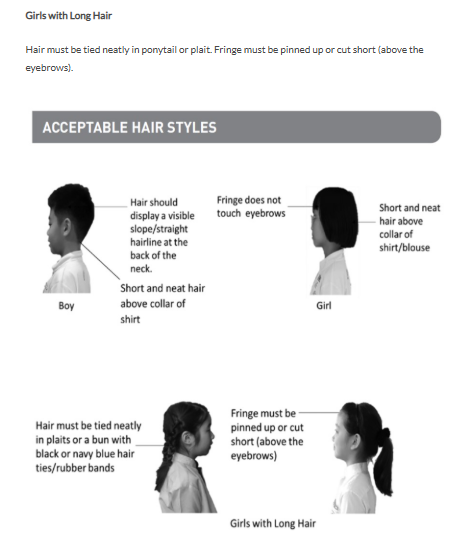 Girls with Long Hair
Hair must be tied neatly in ponytail or plait. Fringe must be pinned up or cut short (above the
eyebrows).
ACCEPTABLE HAIR STYLES
Hair should
display a visible
slope/straight
hairline at the
back of the
neck.
Short and neat hair
above collar of
shirt
Boy
Fringe does not
touch eyebrows
Short and neat
hair above
collar of
shirt/blouse
Girl
Hair must be tied neatly
in plaits or a bun with
black or navy blue hair
ties/rubber bands
Fringe must be
pinned up or cut
short (above the
eyebrows)
Girls with Long Hair